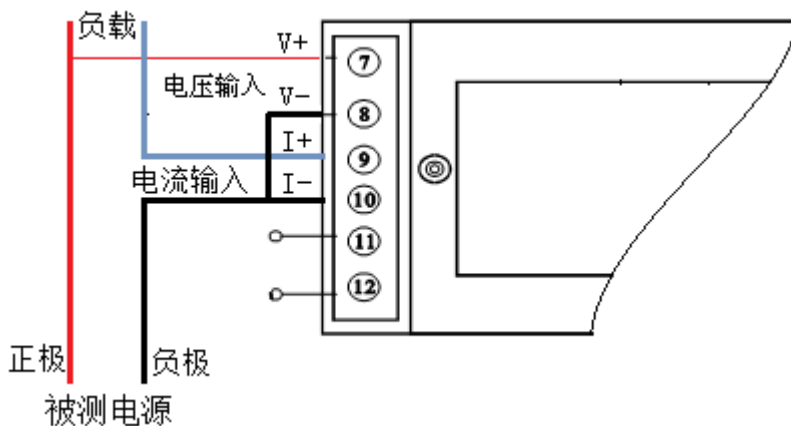 负载
V+
⑦
电压输入
V-
⑧
I+
⑨
电流输入
I-
⑩
⑪
⑫
正极
负极
被测电源